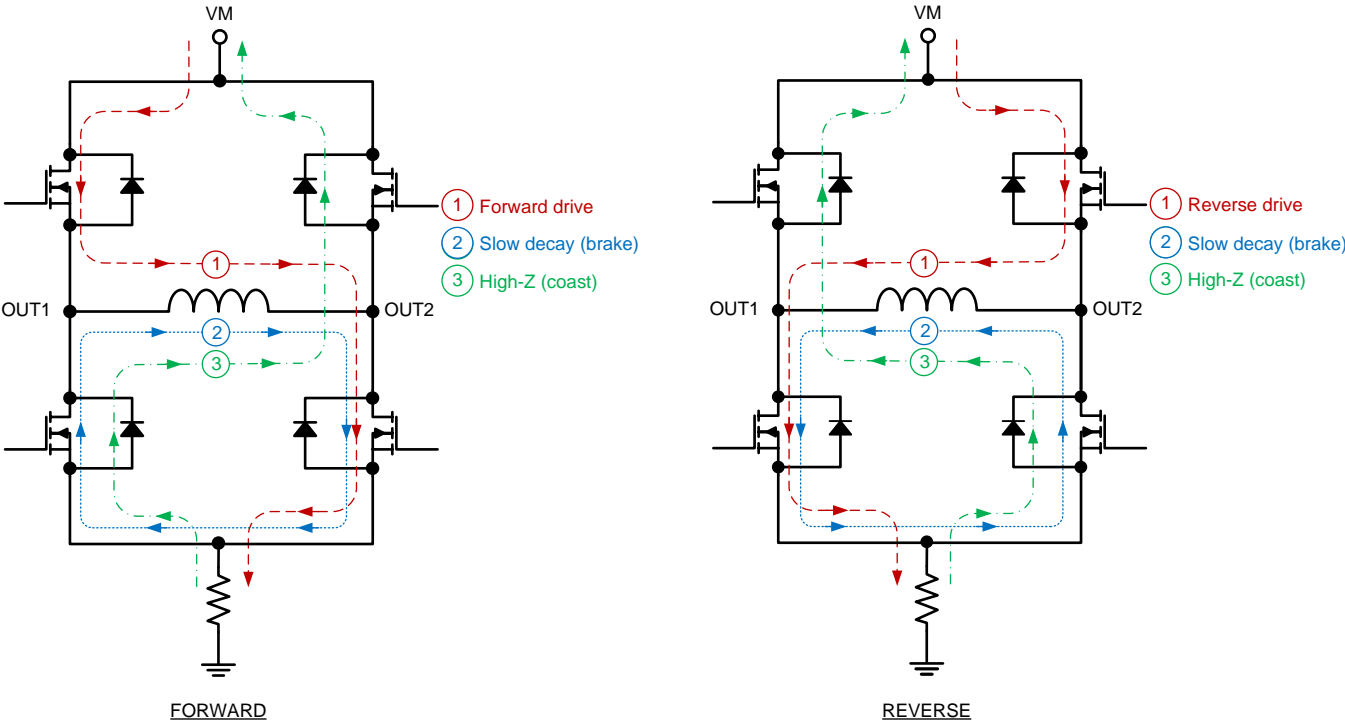 VM
1 Forward drive
2 Slow decay (brake)
3 High-Z (coast)
1
OUT1
OUT2
2
3
FORWARD
VM
1 Reverse drive
2 Slow decay (brake)
3 High-Z (coast)
1
OUT1
OUT2
2
3
REVERSE